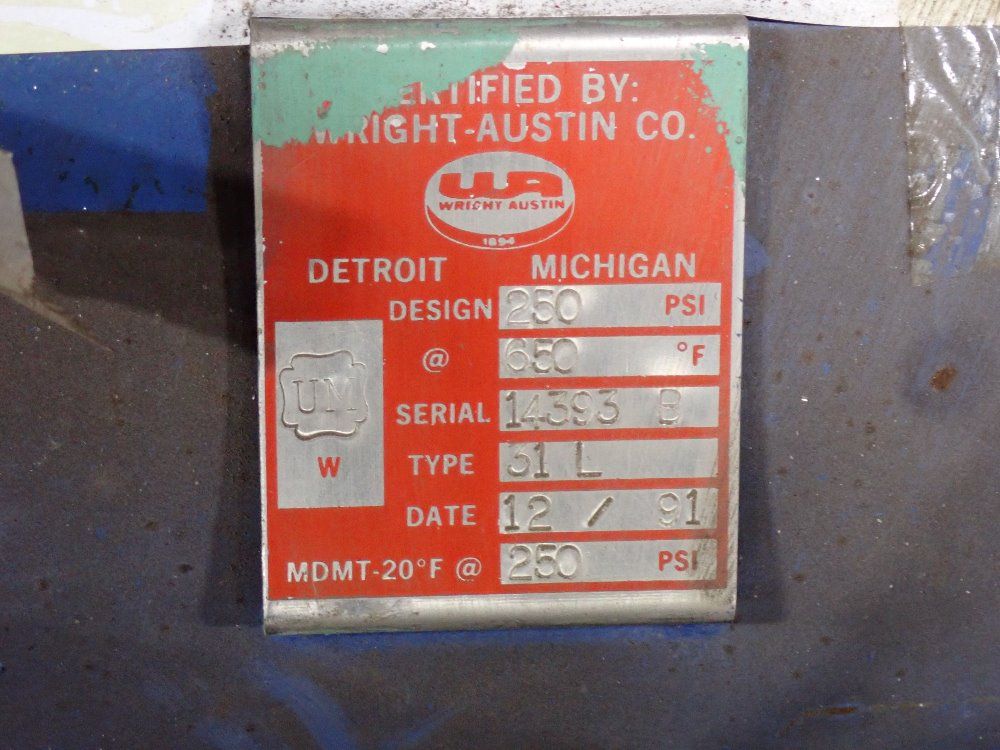 CERTIFIED BY:
WRIGHT-AUSTIN CO.
WA
WRIGHT AUSTIN
1894
DETROIT MICHIGAN
DESIGN 250 PSI
@ 650 °F
UM
SERIAL 14393 B
W
TYPE 31 L
DATE 12 / 91
MDMT-20°F @ 250 PSI